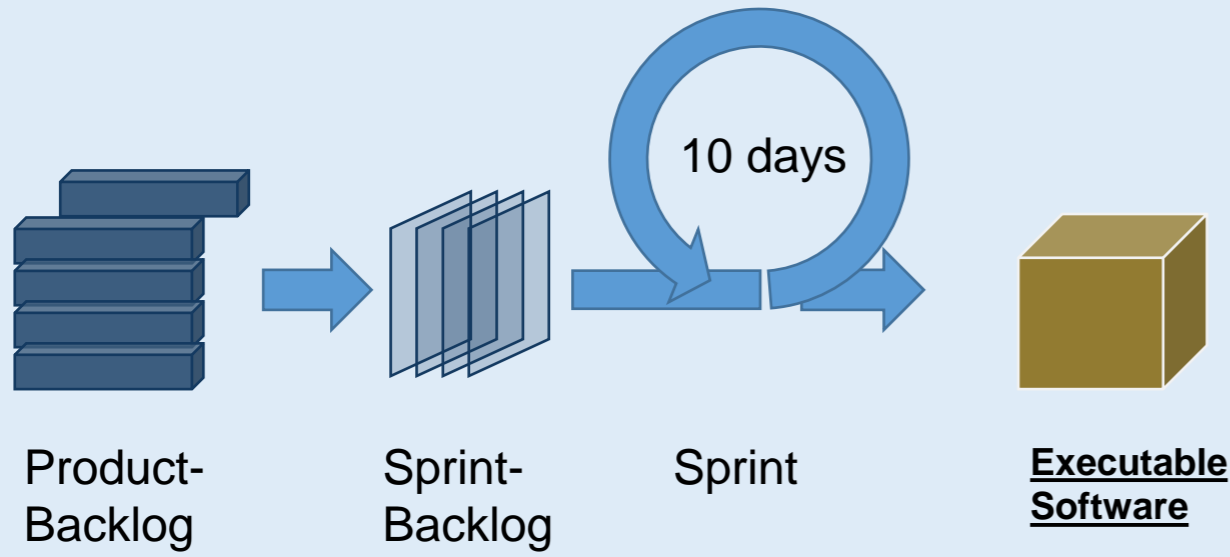 10 days
Product-
Backlog
Sprint-
Backlog
Sprint
Executable
Software